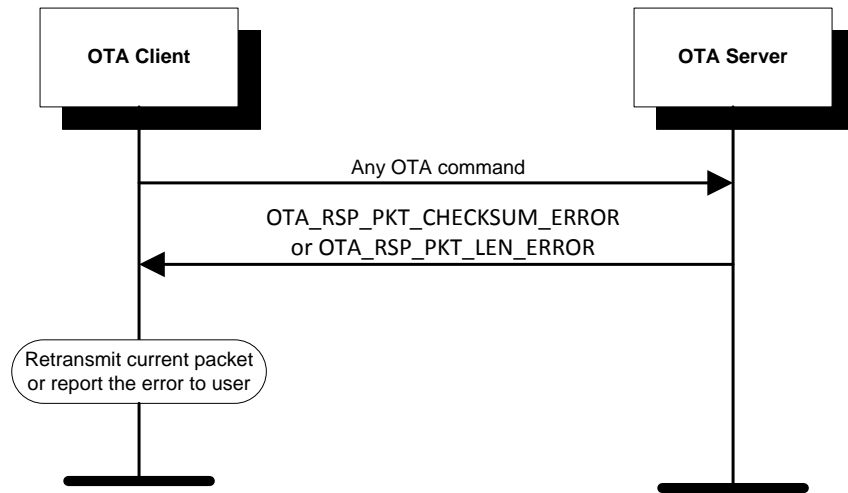 OTA Client
OTA Server
Any OTA command
OTA_RSP_PKT_CHECKSUM_ERROR
or OTA_RSP_PKT_LEN_ERROR
Retransmit current packet
or report the error to user